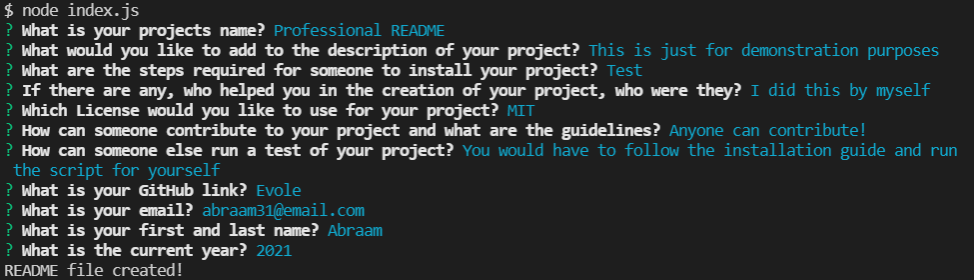 $ node index.js
? What is your projects name? Professional README
? What would you like to add to the description of your project? This is just for demonstration purposes
? What are the steps required for someone to install your project? Test
? If there are any, who helped you in the creation of your project, who were they? I did this by myself
? Which License would you like to use for your project? MIT
? How can someone contribute to your project and what are the guidelines? Anyone can contribute!
? How can someone else run a test of your project? You would have to follow the installation guide and run
the script for yourself
? What is your GitHub link? Evole
? What is your email? abraam31@email.com
? What is your first and last name? Abraam
? What is the current year? 2021
README file created!